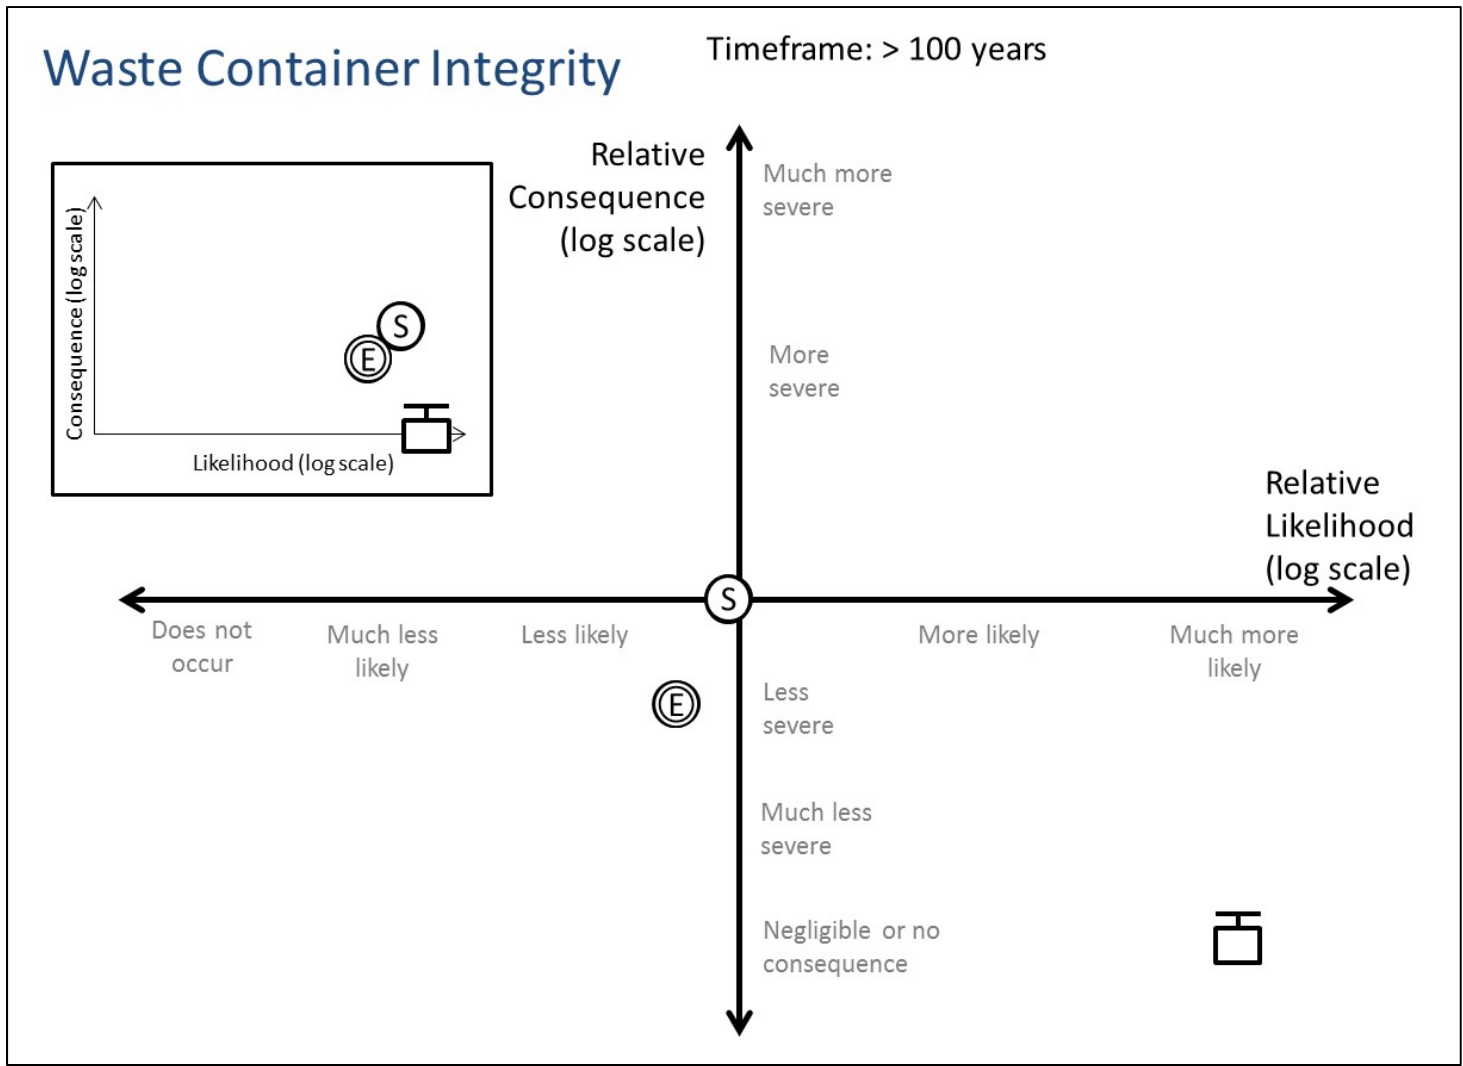 Waste Container Integrity
Timeframe: > 100 years
Relative
Consequence
(log scale)
Much more
severe
Consequence (log scale)
S
E
Likelihood (log scale)
More
severe
Relative
Likelihood
(log scale)
S
Does not
occur
Much less
likely
Less likely
More likely
Much more
likely
E
Less
severe
Much less
severe
Negligible or no
consequence